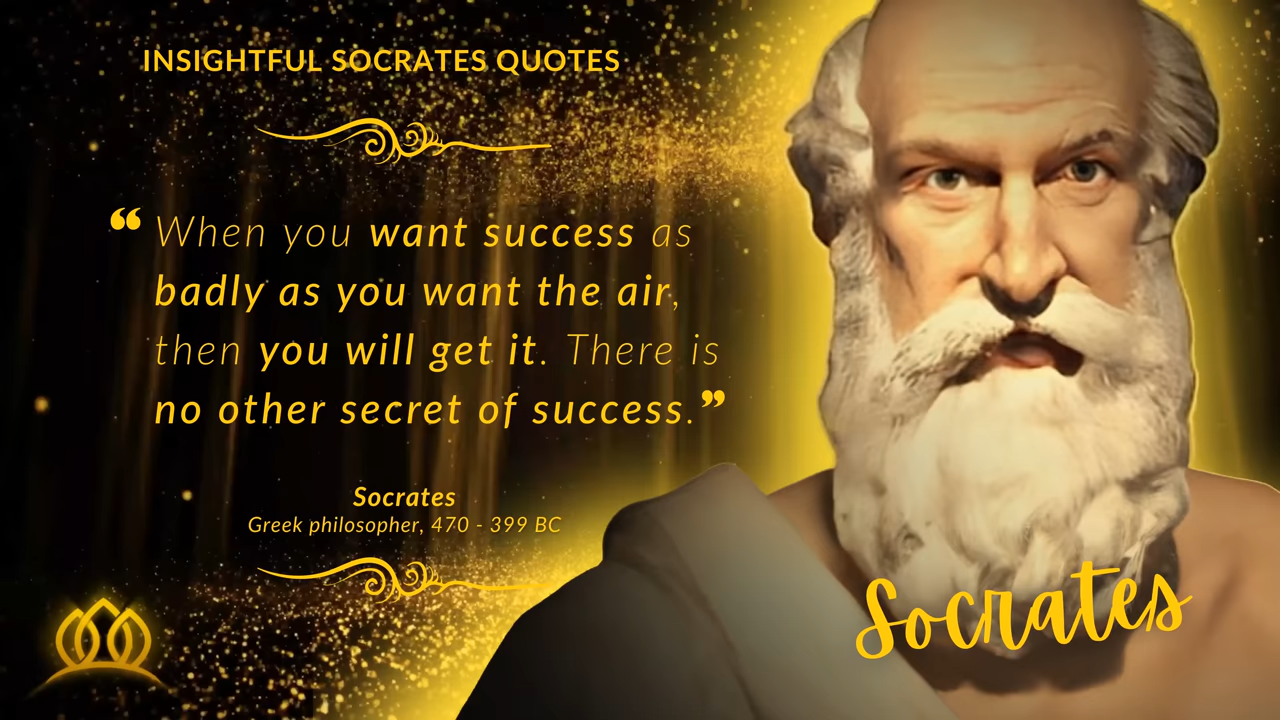 INSIGHTFUL SOCRATES QUOTES
“When you want success as
badly as you want the air,
then you will get it. There is
no other secret of success.”
Socrates
Greek philosopher, 470 - 399 BC
Socrates